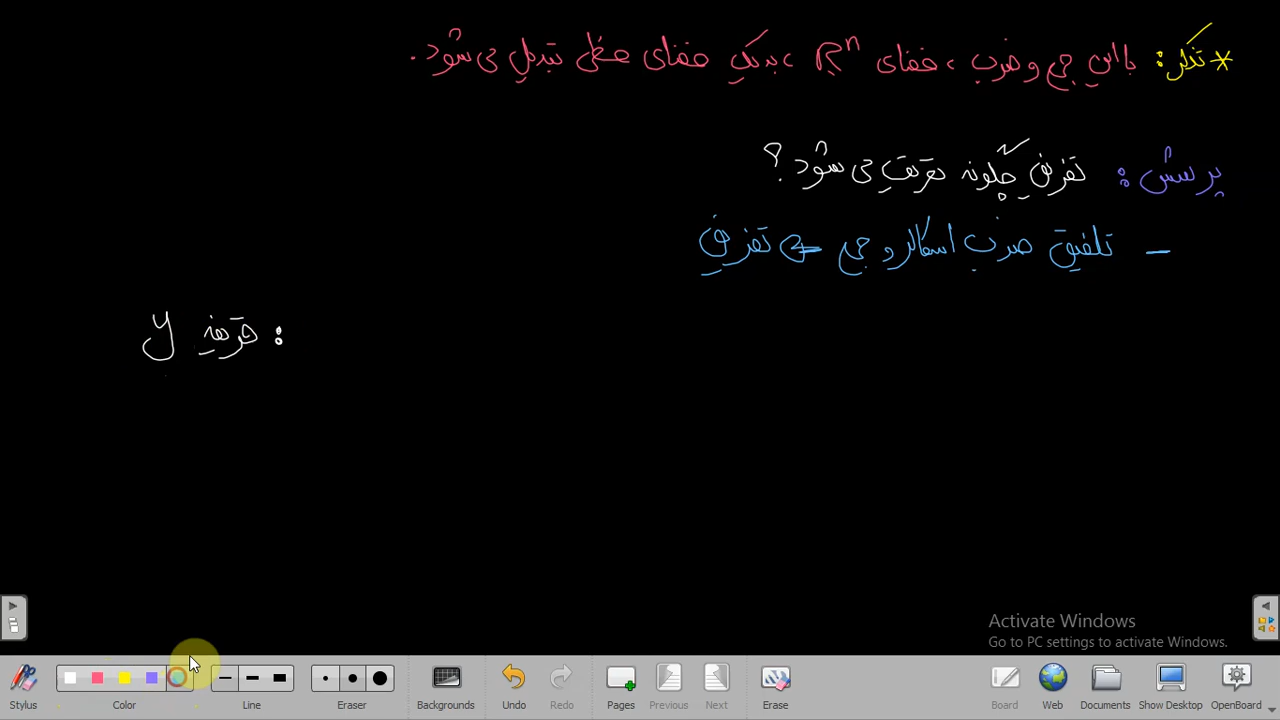 * تذکر: با این جمع و ضرب، فضای Rⁿ، به یک فضای خطی تبدیل می شود.
پرسش: تفریق چگونه تعریف می شود؟
- تلفیق ضرب اسکالر و جمع ⇒ تفریق
قرینه y :
Activate Windows
Go to PC settings to activate Windows.
Stylus Color Line Eraser Backgrounds Undo Redo Pages Previous Next Erase Board Web Documents Show Desktop OpenBoard